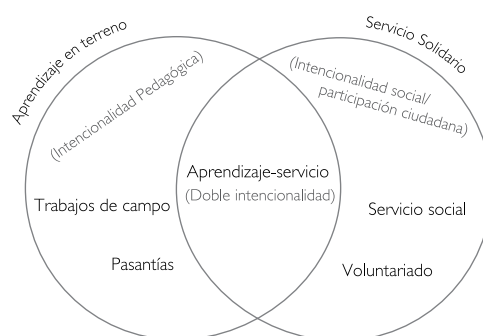 Aprendizaje en terreno
(Intencionalidad Pedagógica)
Servicio Solidario
(Intencionalidad social/
participación ciudadana)
Aprendizaje-servicio
(Doble intencionalidad)
Trabajos de campo
Pasantías
Servicio social
Voluntariado